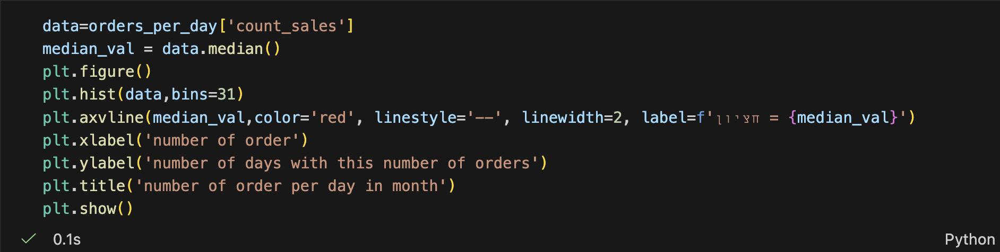 data=orders_per_day['count_sales']
median_val = data.median()
plt.figure()
plt.hist(data,bins=31)
plt.axvline(median_val,color='red', linestyle='--', linewidth=2, label=f'חציון = {median_val}')
plt.xlabel('number of order')
plt.ylabel('number of days with this number of orders')
plt.title('number of order per day in month')
plt.show()
0.1s
Python